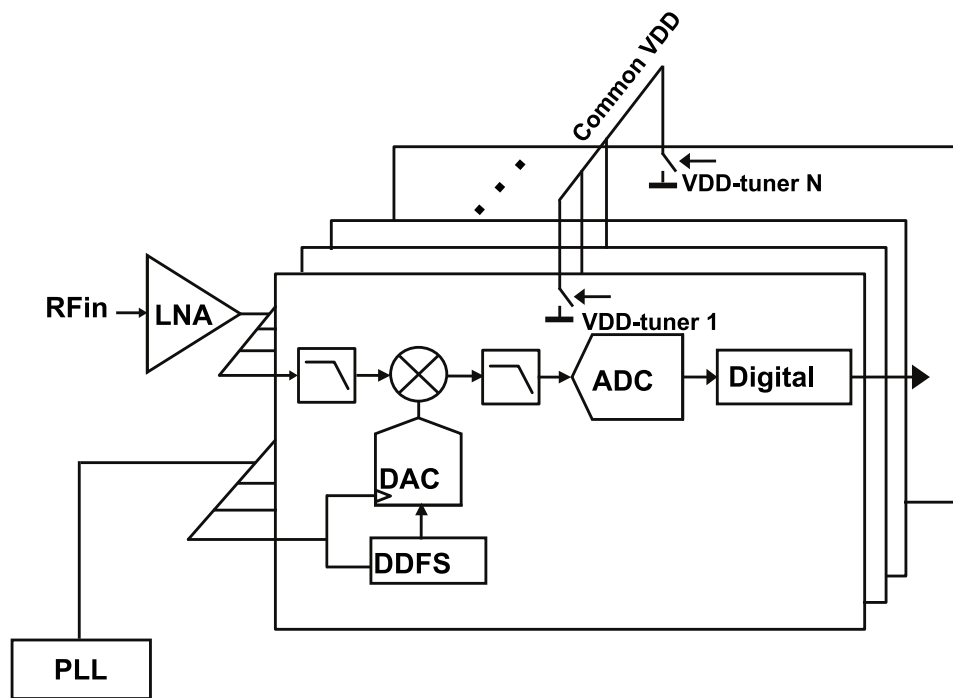 Common VDD
VDD-tuner N
RFin
LNA
VDD-tuner 1
ADC
Digital
DAC
DDFS
PLL